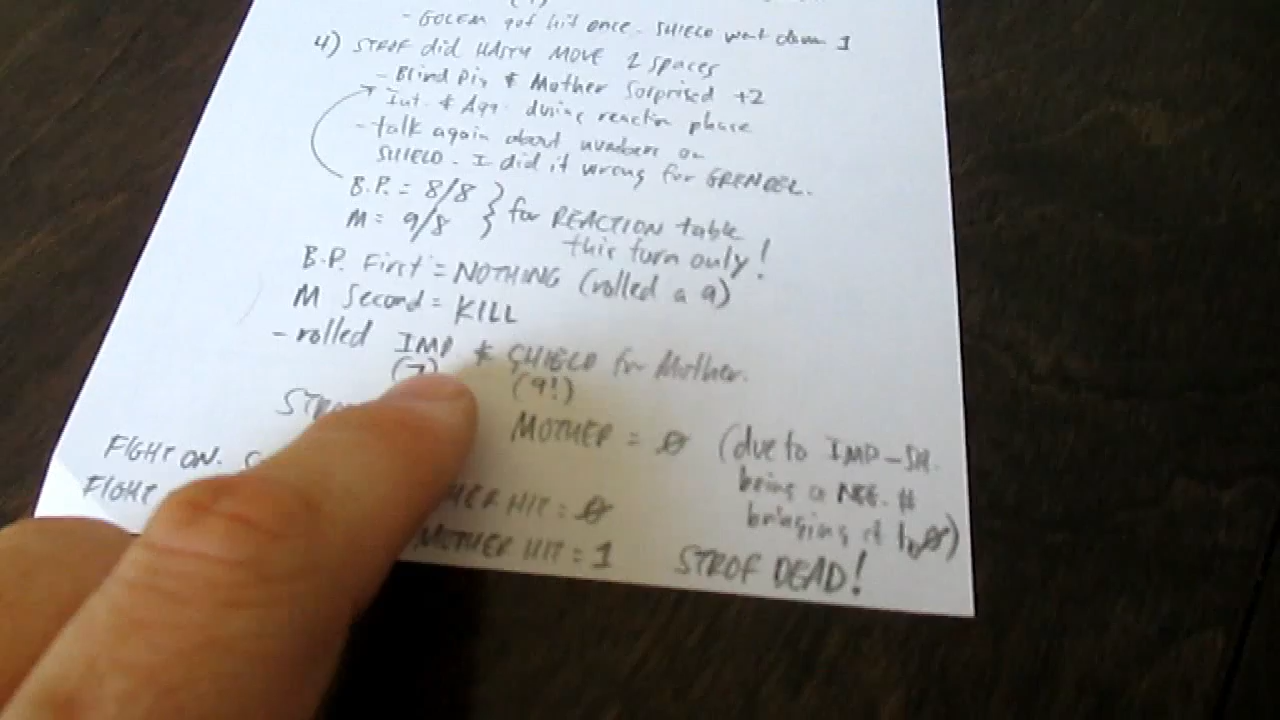 - GOLEM got hit once. SHIELD went down 1
4) STROF did HASTY MOVE 2 spaces
- Blind Pig & Mother Surprised +2
Int. & Agg. during reaction phase
- talk again about numbers on
SHIELD. I did it wrong for GRENDEL.
B.P. = 8/8
M = 9/8
} for REACTION table
this turn only!
B.P. First = NOTHING (rolled a 9)
M Second = KILL
- rolled IMP & SHIELD for Mother.
(7) (9!)
MOTHER = 0 (due to IMP-SH.
being a NEG. #
bringing it to 0)
FIGHT ON.
HIT = 0
FIGHT MOTHER HIT = 1 STROF DEAD!